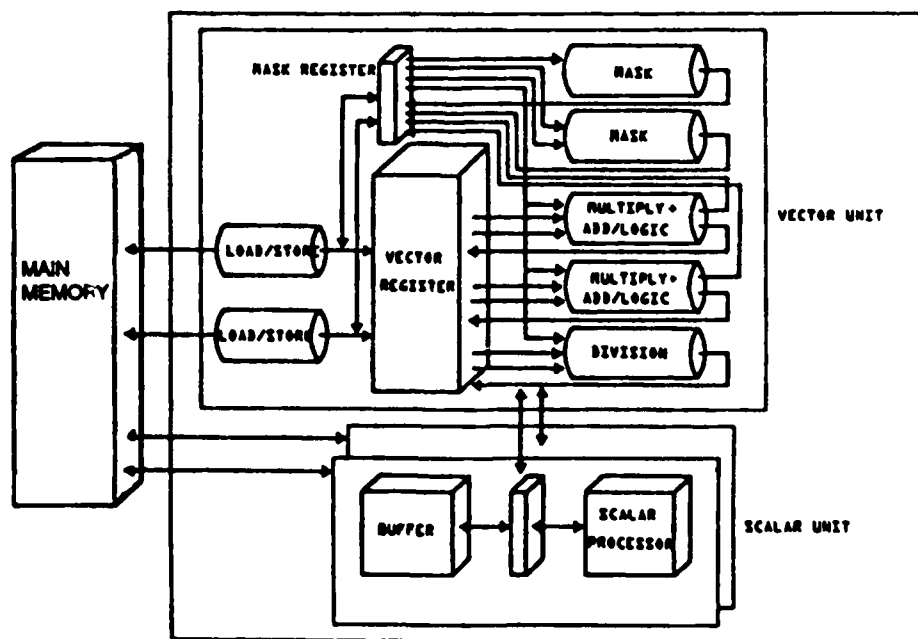 MASK REGISTER
MASK
MASK
MULTIPLY+
ADD/LOGIC
VECTOR UNIT
MAIN
MEMORY
LOAD/STORE
VECTOR
REGISTER
MULTIPLY+
ADD/LOGIC
LOAD/STORE
DIVISION
BUFFER
SCALAR
PROCESSOR
SCALAR UNIT